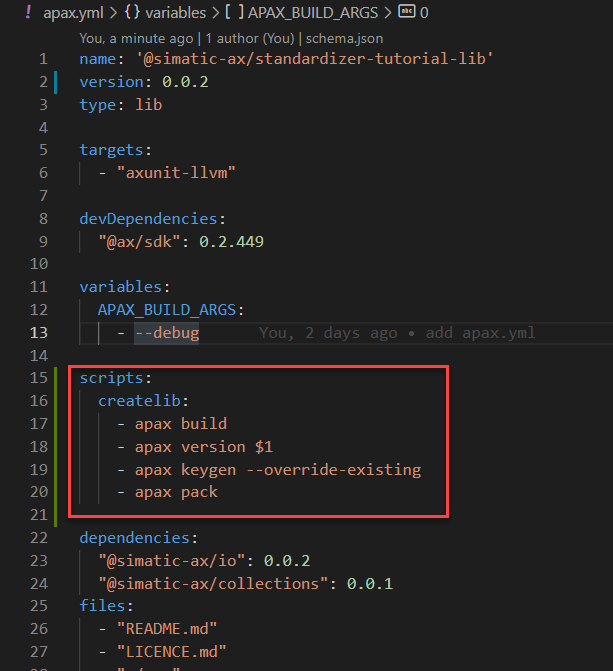 ! apax.yml > {} variables > [ ] APAX_BUILD_ARGS > abc 0
You, a minute ago | 1 author (You) | schema.json
1 name: '@simatic-ax/standardizer-tutorial-lib'
2 version: 0.0.2
3 type: lib
4
5 targets:
6 - "axunit-llvm"
7
8 devDependencies:
9 "@ax/sdk": 0.2.449
10
11 variables:
12 APAX_BUILD_ARGS:
13 - --debug You, 2 days ago • add apax.yml
14
15 scripts:
16 createlib:
17 - apax build
18 - apax version $1
19 - apax keygen --override-existing
20 - apax pack
21
22 dependencies:
23 "@simatic-ax/io": 0.0.2
24 "@simatic-ax/collections": 0.0.1
25 files:
26 - "README.md"
27 - "LICENCE.md"